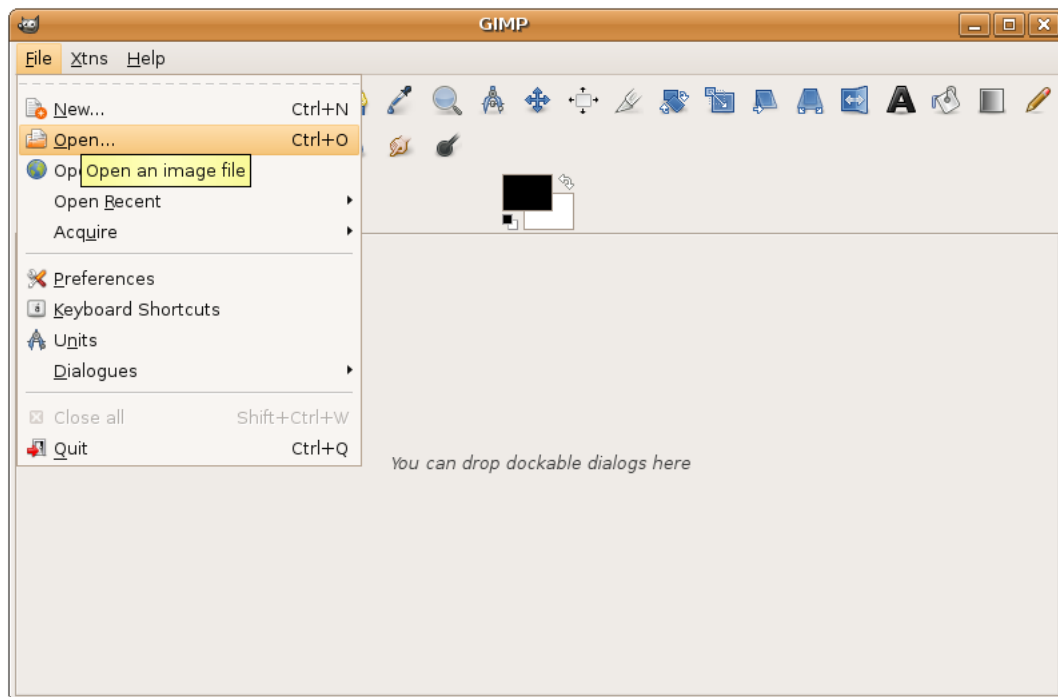 GIMP
File Xtns Help
New... Ctrl+N
Open... Ctrl+O
Op
Open an image file
Open Recent
Acquire
Preferences
Keyboard Shortcuts
Units
Dialogues
Close all Shift+Ctrl+W
Quit Ctrl+Q
You can drop dockable dialogs here